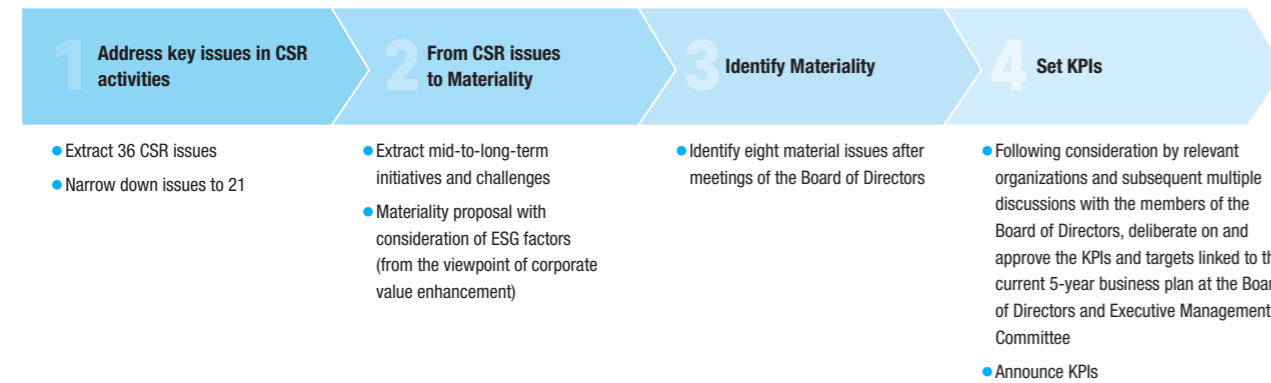 1
Address key issues in CSR
activities
● Extract 36 CSR issues
● Narrow down issues to 21
2
From CSR issues
to Materiality
● Extract mid-to-long-term
initiatives and challenges
● Materiality proposal with
consideration of ESG factors
(from the viewpoint of corporate
value enhancement)
3
Identify Materiality
● Identify eight material issues after
meetings of the Board of Directors
4
Set KPIs
● Following consideration by relevant
organizations and subsequent multiple
discussions with the members of the
Board of Directors, deliberate on and
approve the KPIs and targets linked to
current 5-year business plan at the
of Directors and Executive Management
Committee
● Announce KPIs